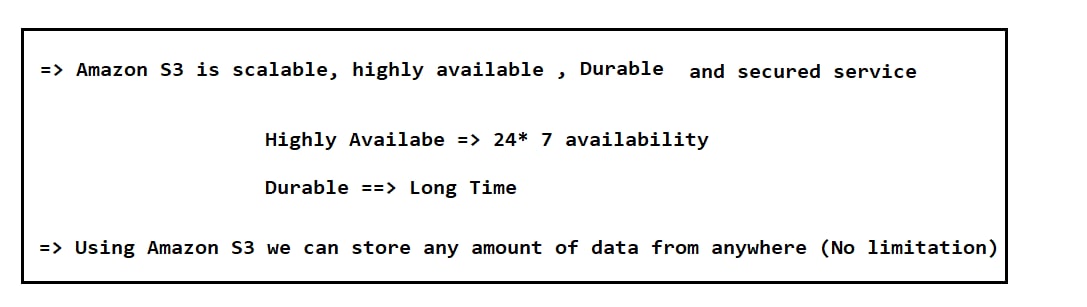 => Amazon S3 is scalable, highly available , Durable and secured service
Highly Availabe => 24* 7 availability
Durable ==> Long Time
=> Using Amazon S3 we can store any amount of data from anywhere (No limitation)